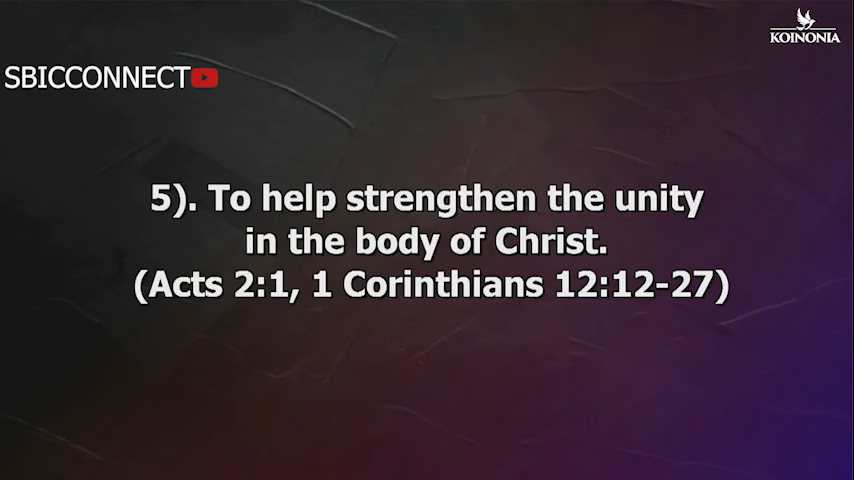 KOINONIA
SBICCONNECT
5). To help strengthen the unity
in the body of Christ.
(Acts 2:1, 1 Corinthians 12:12-27)